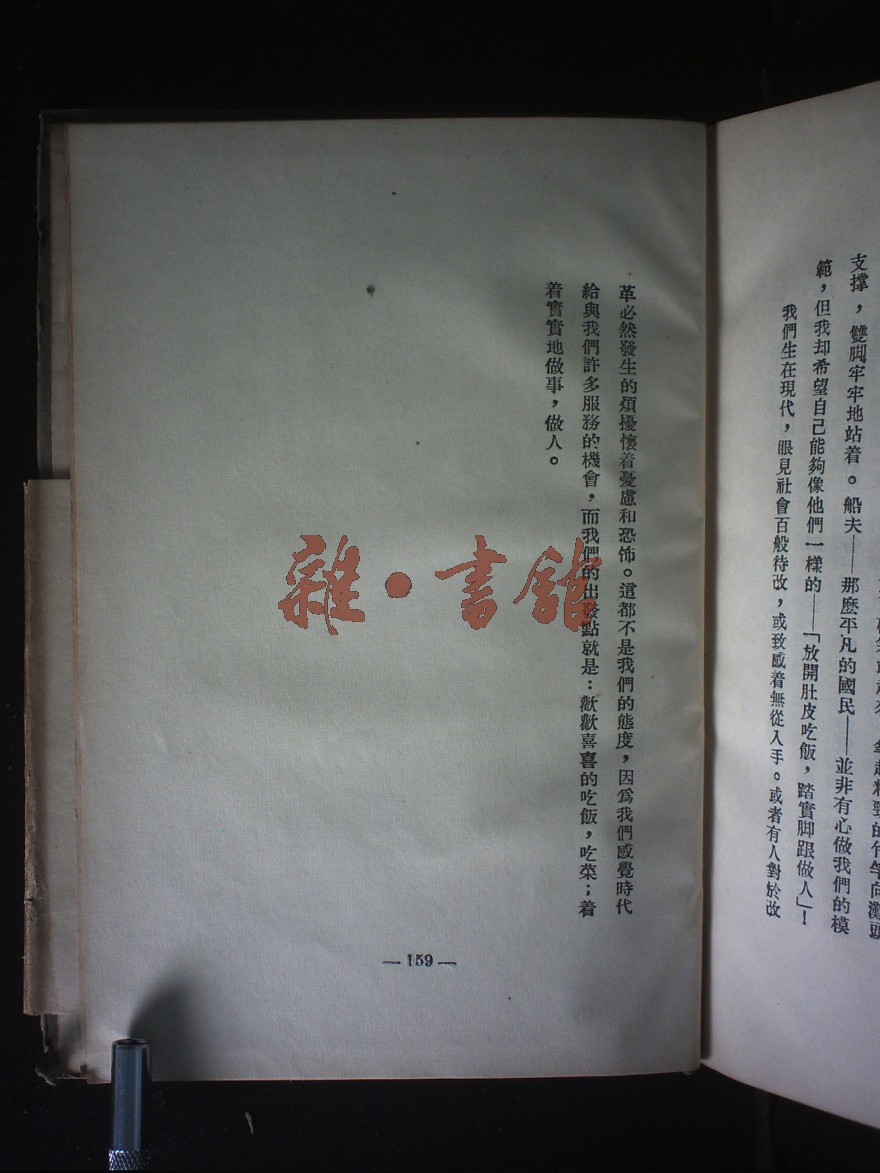 支撐，雙脚牢牢地站着。船夫——那麽平凡的國民——並非有心做我們的模
範，但我却希望自己能夠像他們一樣的——「放開肚皮吃飯，踏實脚跟做人」！
我們生在現代，眼見社會百般待改，或致感着無從入手。或者有人對於改
革必然發生的煩擾懷着憂慮和恐怖。這都不是我們的態度，因爲我們感覺時代
給與我們許多服務的機會，而我們的出發點就是：歡歡喜喜的吃飯，吃菜；着
着實實地做事，做人。
— 159 —
雜·書館